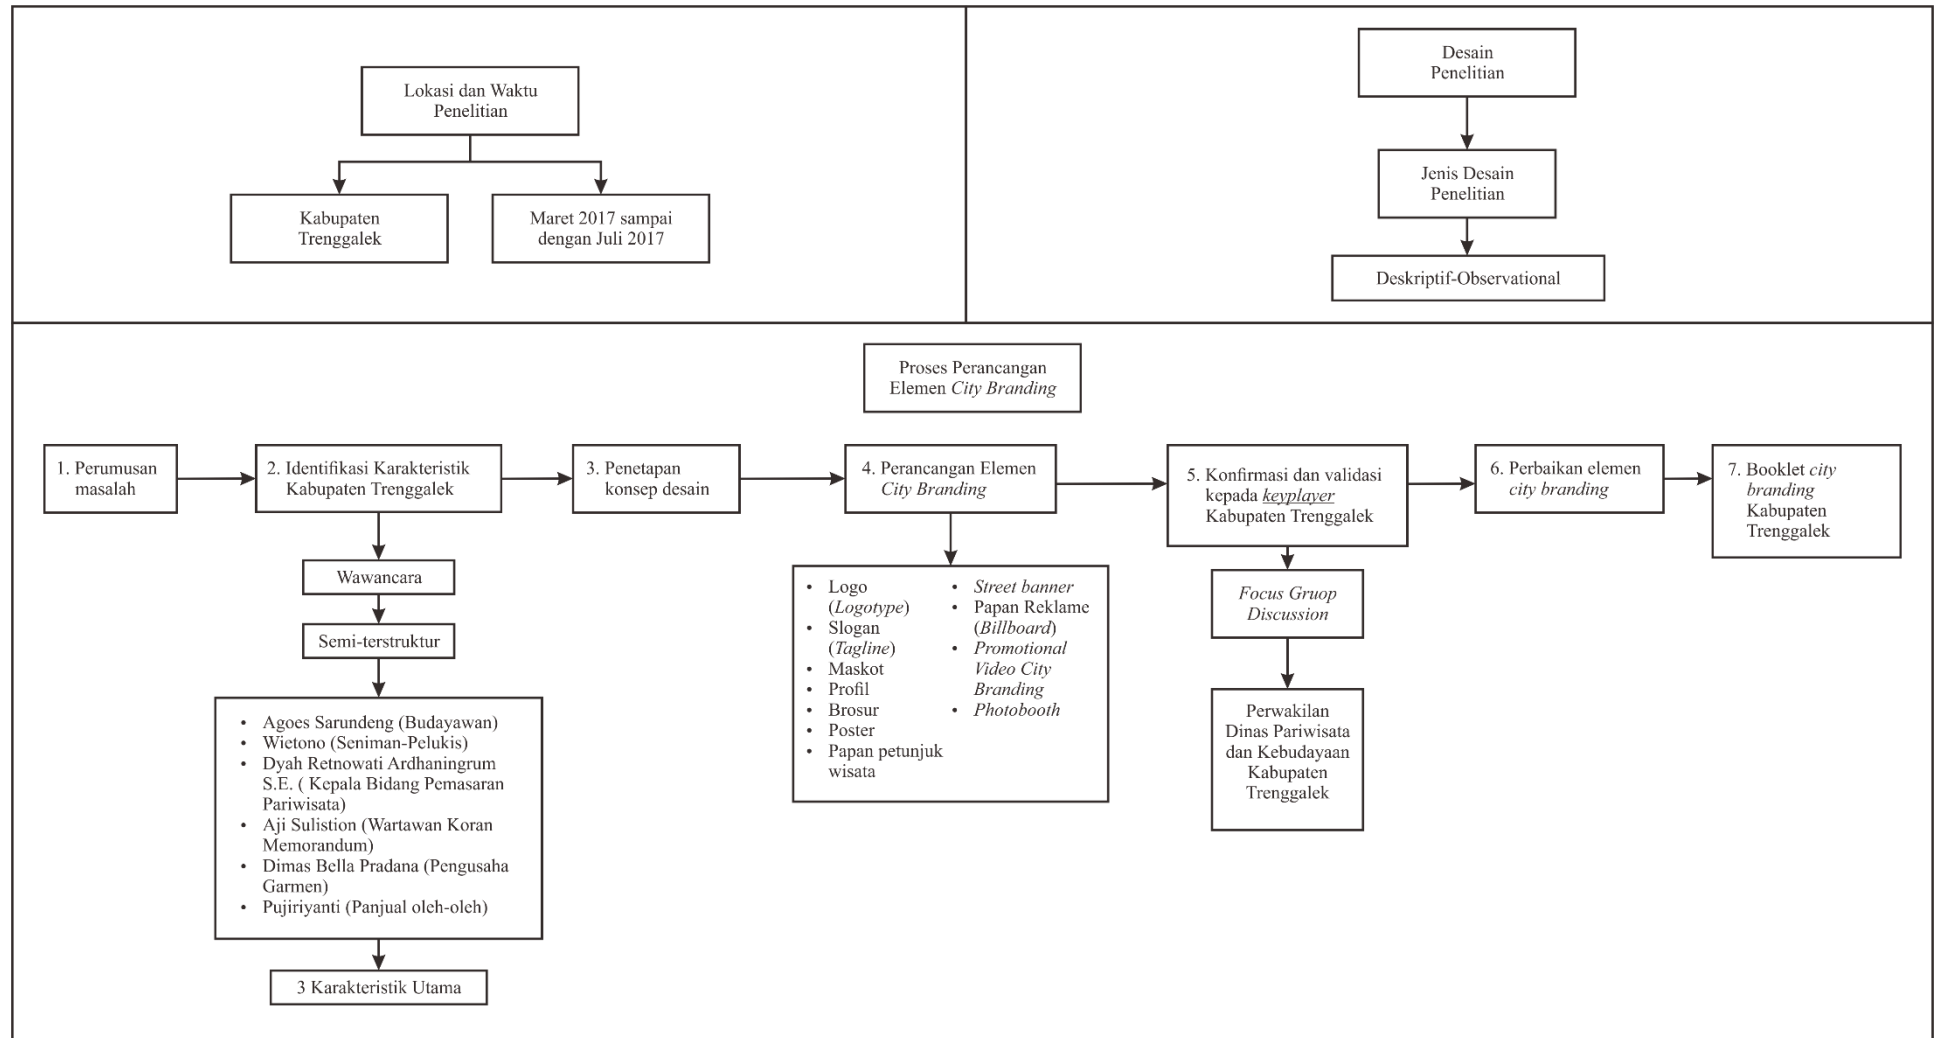 Lokasi dan Waktu
Penelitian
Kabupaten
Trenggalek
Maret 2017 sampai
dengan Juli 2017
Desain
Penelitian
Jenis Desain
Penelitian
Deskriptif-Observational
Proses Perancangan
Elemen City Branding
1. Perumusan
masalah
2. Identifikasi Karakteristik
Kabupaten Trenggalek
3. Penetapan
konsep desain
4. Perancangan Elemen
City Branding
5. Konfirmasi dan validasi
kepada keyplayer
Kabupaten Trenggalek
6. Perbaikan elemen
city branding
7. Booklet city
branding
Kabupaten
Trenggalek
Wawancara
Semi-terstruktur
• Agoes Sarundeng (Budayawan)
• Wietono (Seniman-Pelukis)
• Dyah Retnowati Ardhaningrum
S.E. ( Kepala Bidang Pemasaran
Pariwisata)
• Aji Sulistion (Wartawan Koran
Memorandum)
• Dimas Bella Pradana (Pengusaha
Garmen)
• Pujiriyanti (Panjual oleh-oleh)
3 Karakteristik Utama
• Logo
(Logotype)
• Slogan
(Tagline)
• Maskot
• Profil
• Brosur
• Poster
• Papan petunjuk
wisata
• Street banner
• Papan Reklame
(Billboard)
• Promotional
Video City
Branding
• Photobooth
Focus Gruop
Discussion
Perwakilan
Dinas Pariwisata
dan Kebudayaan
Kabupaten
Trenggalek